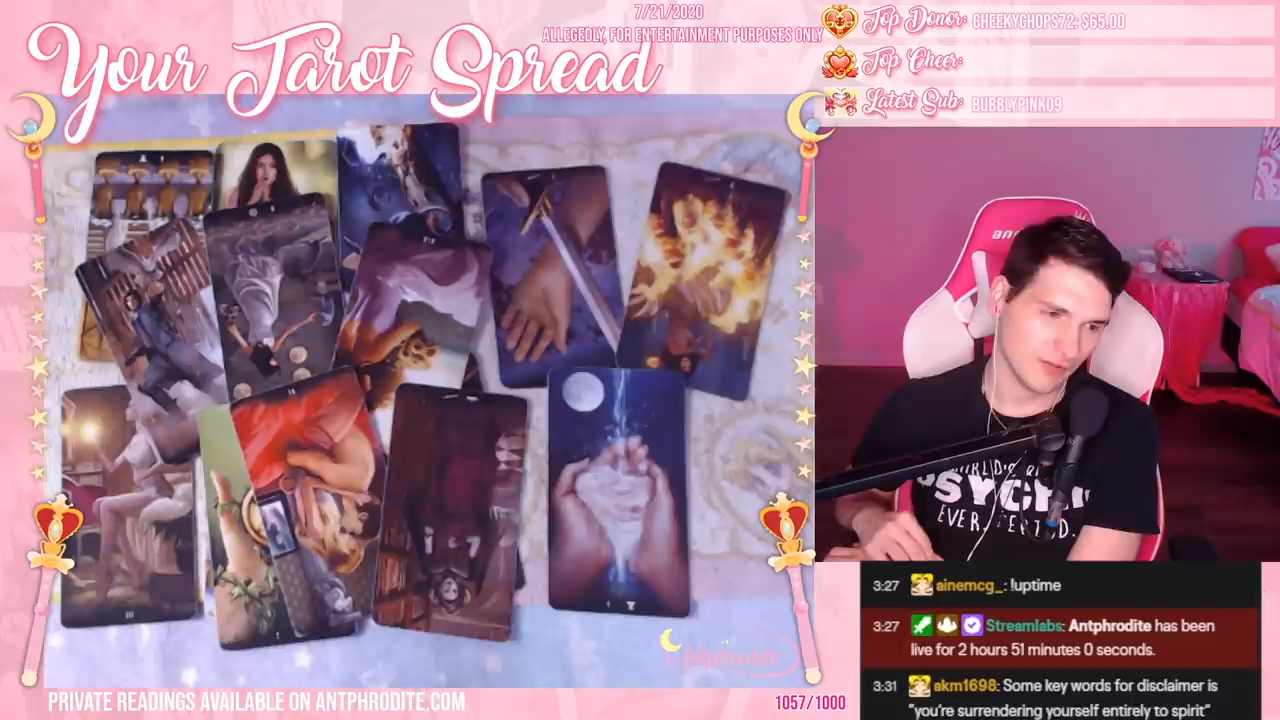 7/21/2020
ALLEGEDLY, FOR ENTERTAINMENT PURPOSES ONLY
Your Tarot Spread
Top Donor: CHEEKYCHOPS72: $65.00
Top Cheer:
Latest Sub: BUBBLYPINK09
PSYCHIC
EVER
Antphrodite
3:27 ainemcg_: !uptime
3:27 Streamlabs: Antphrodite has been
live for 2 hours 51 minutes 0 seconds.
3:31 akm1698: Some key words for disclaimer is
"you're surrendering yourself entirely to spirit"
PRIVATE READINGS AVAILABLE ON ANTPHRODITE.COM
1057/1000